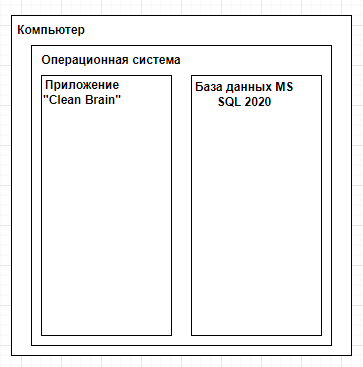 Компьютер
Операционная система
Приложение
"Clean Brain"
База данных MS
SQL 2020